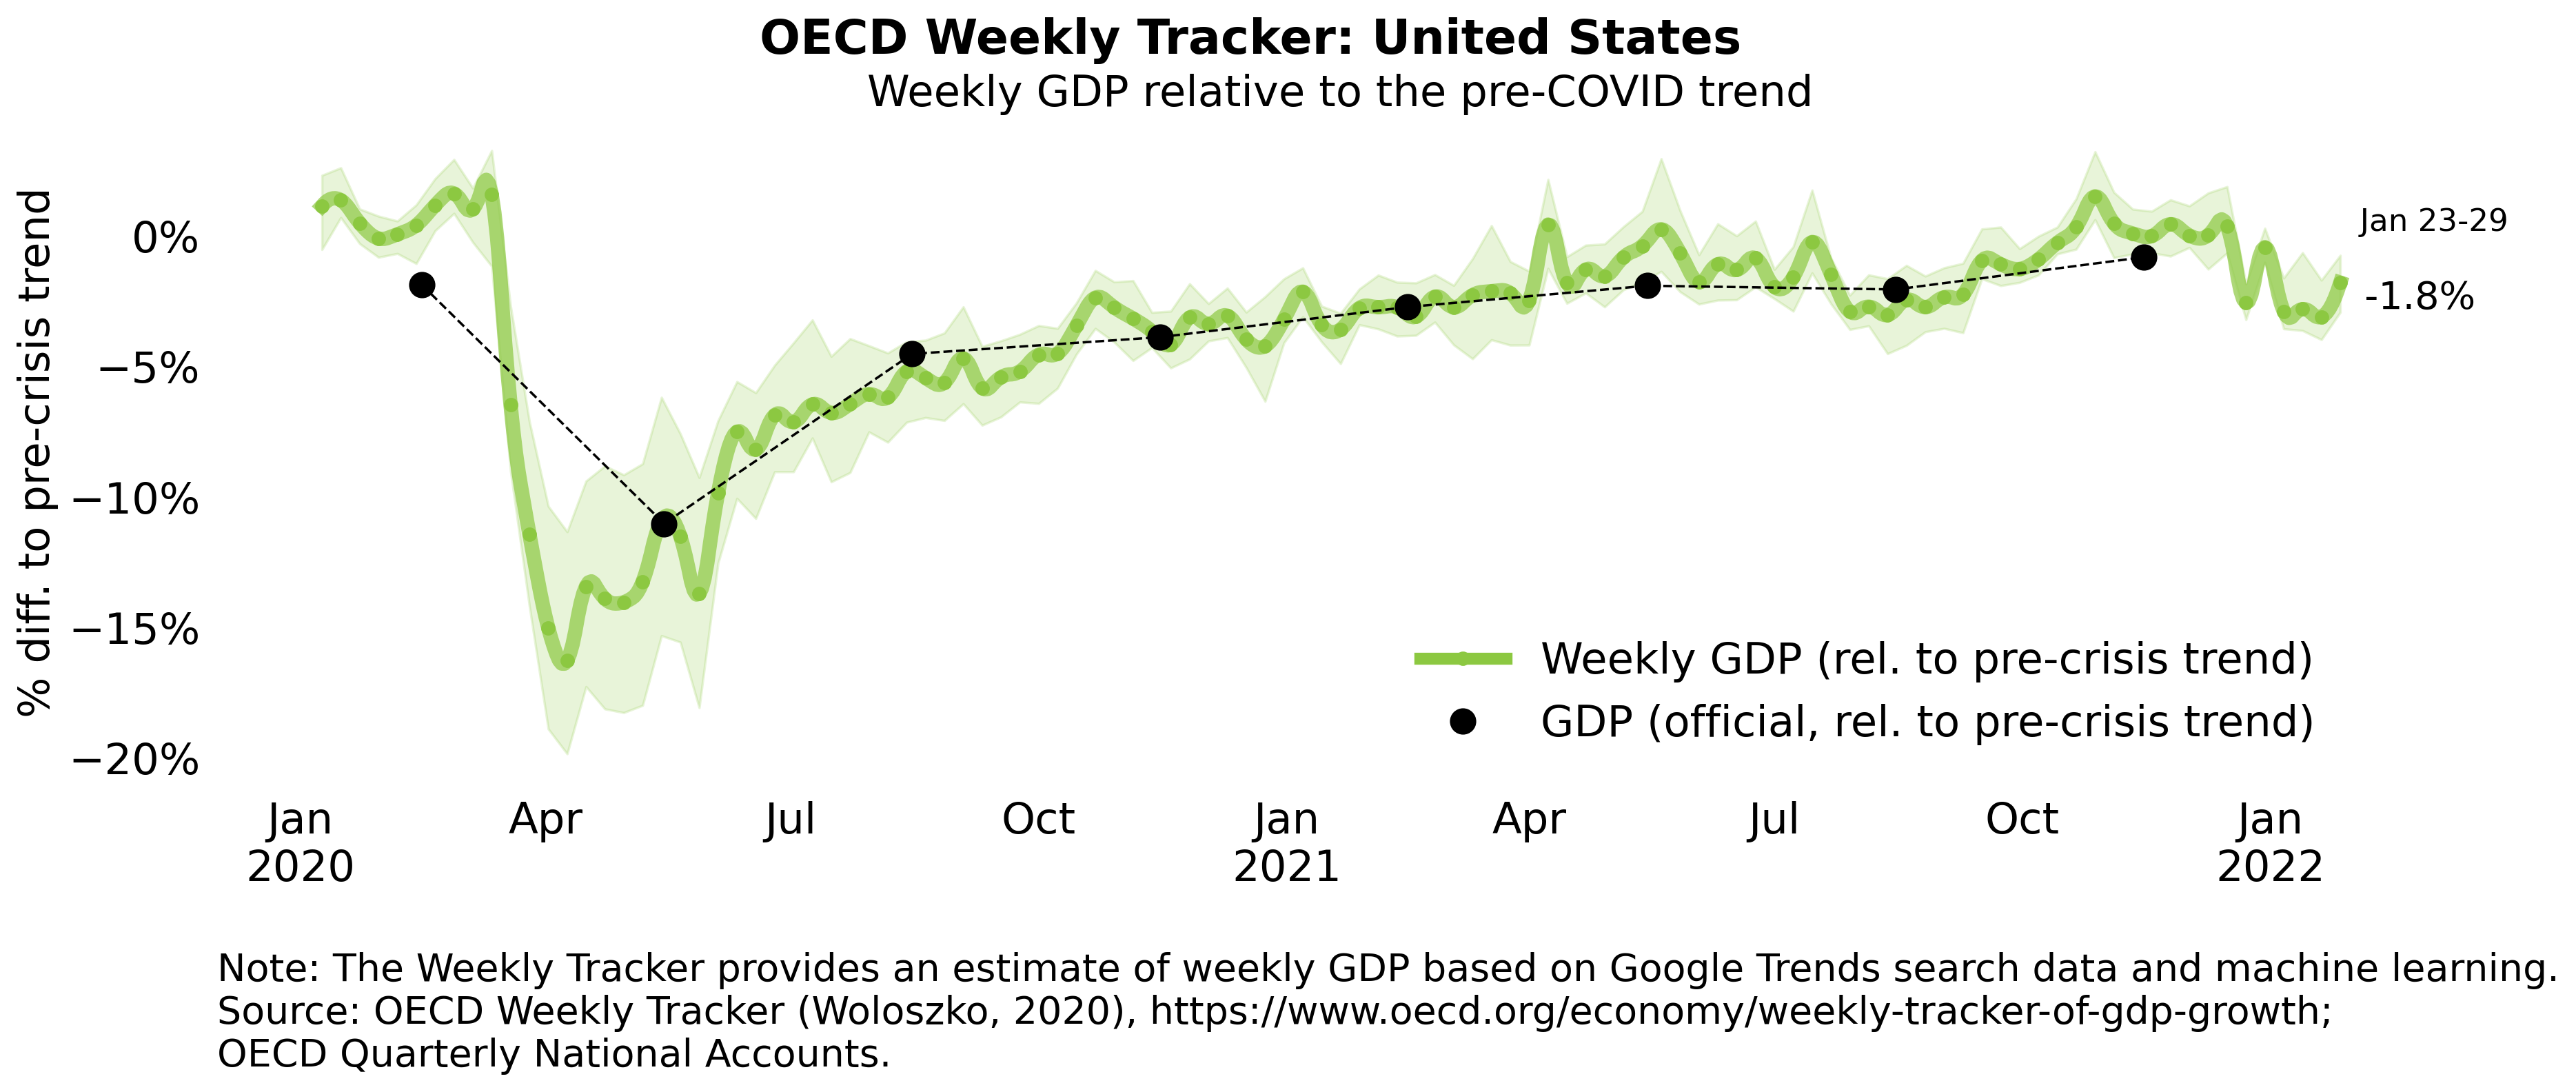 OECD Weekly Tracker: United States
Weekly GDP relative to the pre-COVID trend
% diff. to pre-crisis trend
0%
−5%
−10%
−15%
−20%
Jan 23-29
-1.8%
Weekly GDP (rel. to pre-crisis trend)
GDP (official, rel. to pre-crisis trend)
Jan Apr Jul Oct Jan Apr Jul Oct Jan
2020 2021 2022
Note: The Weekly Tracker provides an estimate of weekly GDP based on Google Trends search data and machine learning.
Source: OECD Weekly Tracker (Woloszko, 2020), https://www.oecd.org/economy/weekly-tracker-of-gdp-growth;
OECD Quarterly National Accounts.